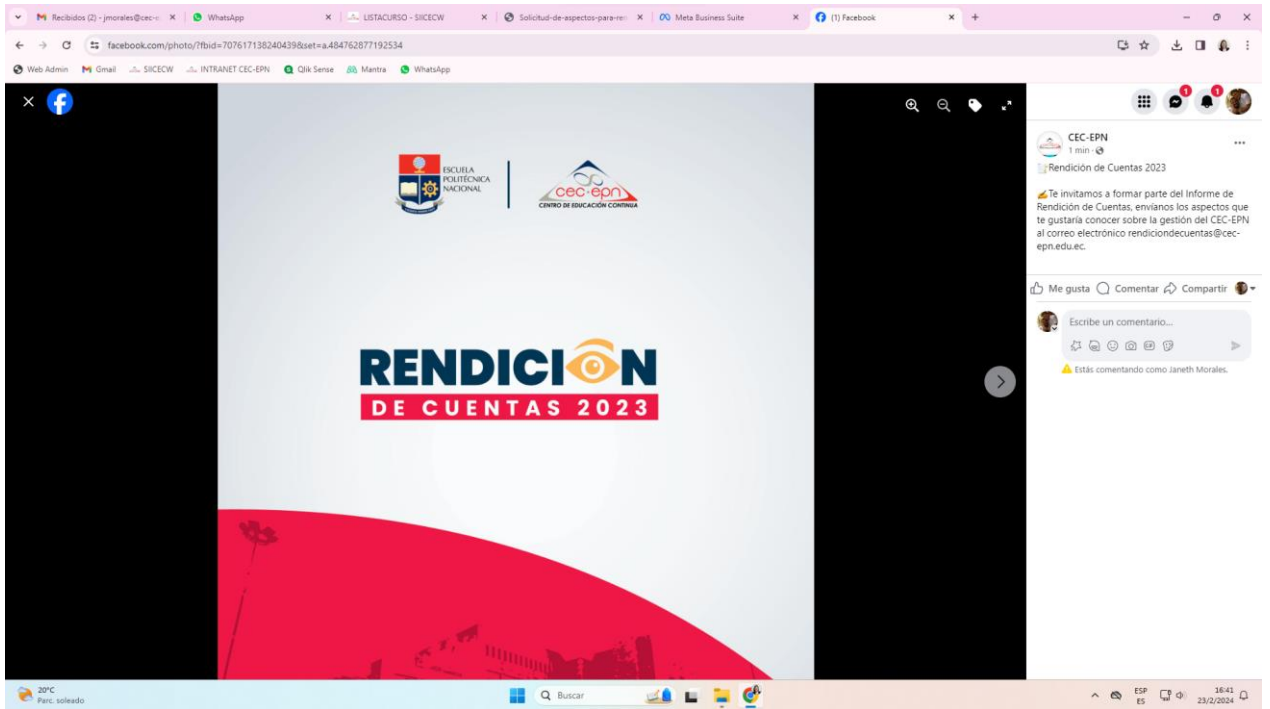 Recibidos (2) - jmorales@cec-e
WhatsApp
LISTACURSO - SIICECW
Solicitud-de-aspectos-para-ren
Meta Business Suite
(1) Facebook
facebook.com/photo/?fbid=707617138240439&set=a.484762877192534
Web Admin
Gmail
SIICECW
INTRANET CEC-EPN
Qlik Sense
Mantra
WhatsApp
ESCUELA
POLITÉCNICA
NACIONAL
cec-epn
CENTRO DE EDUCACIÓN CONTINUA
RENDICIÓN
DE CUENTAS 2023
1
1
CEC-EPN
1 min
Rendición de Cuentas 2023
Te invitamos a formar parte del Informe de
Rendición de Cuentas, envíanos los aspectos que
te gustaría conocer sobre la gestión del CEC-EPN
al correo electrónico rendiciondecuentas@cec-
epn.edu.ec.
Me gusta
Comentar
Compartir
Escribe un comentario...
GIF
Estás comentando como Janeth Morales.
20°C
Parc. soleado
Buscar
ESP
ES
16:41
23/2/2024